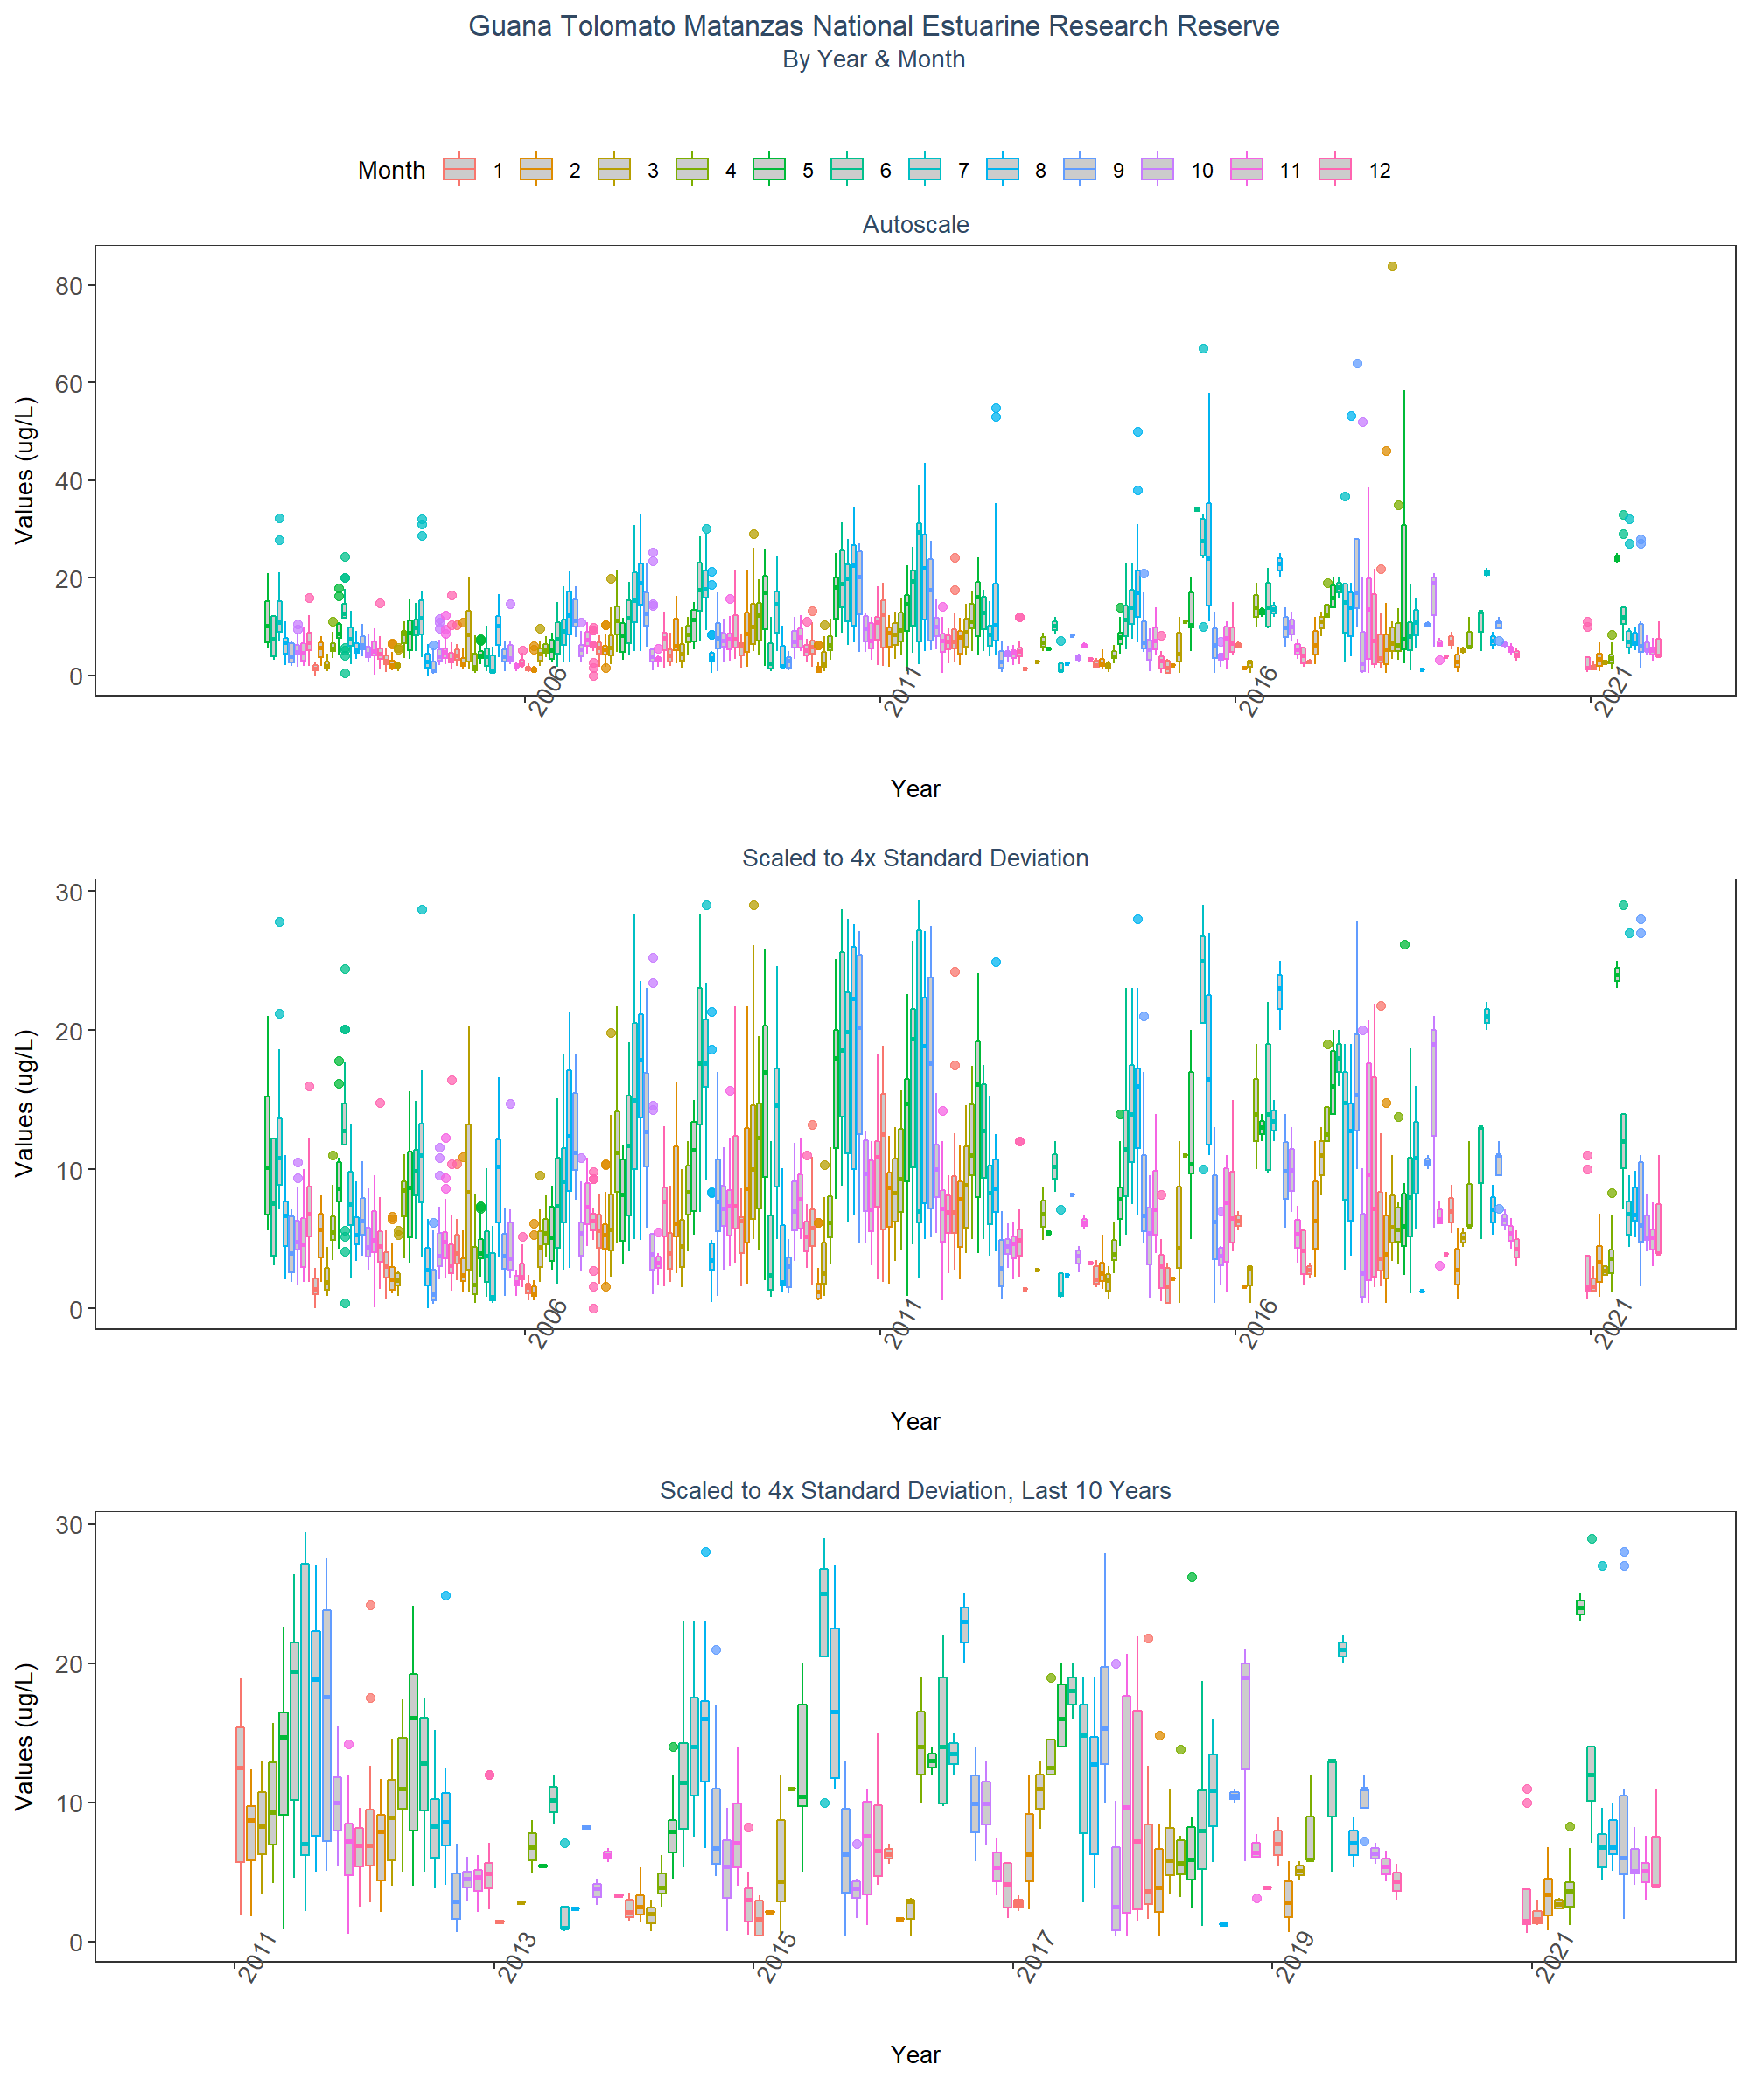 Guana Tolomato Matanzas National Estuarine Research Reserve
By Year & Month
Month 1 2 3 4 5 6 7 8 9 10 11 12
Autoscale
Values (ug/L)
80
60
40
20
0
2006 2011 2016 2021
Year
Scaled to 4x Standard Deviation
Values (ug/L)
30
20
10
0
2006 2011 2016 2021
Year
Scaled to 4x Standard Deviation, Last 10 Years
Values (ug/L)
30
20
10
0
2011 2013 2015 2017 2019 2021
Year